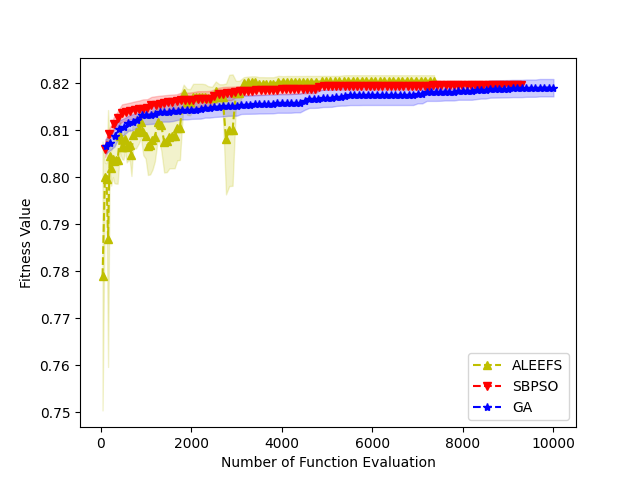 0.82
0.81
0.80
0.79
0.78
0.77
0.76
0.75
Fitness Value
0 2000 4000 6000 8000 10000
Number of Function Evaluation
ALEEFS
SBPSO
GA